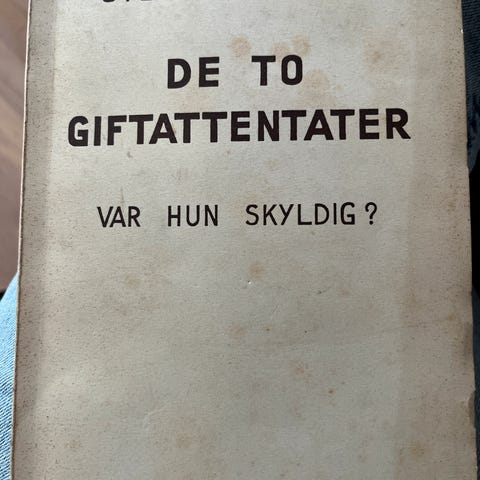 DE TO
GIFTATTENTATER
VAR HUN SKYLDIG?